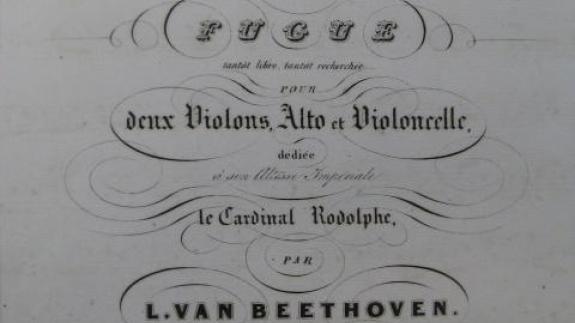 FUGUE
tantôt libre, tantôt recherchée
POUR
deux Violons, Alto et Violoncelle,
dediée
à son Altesse Imperiale
le Cardinal Rodolphe,
PAR
L. VAN BEETHOVEN.